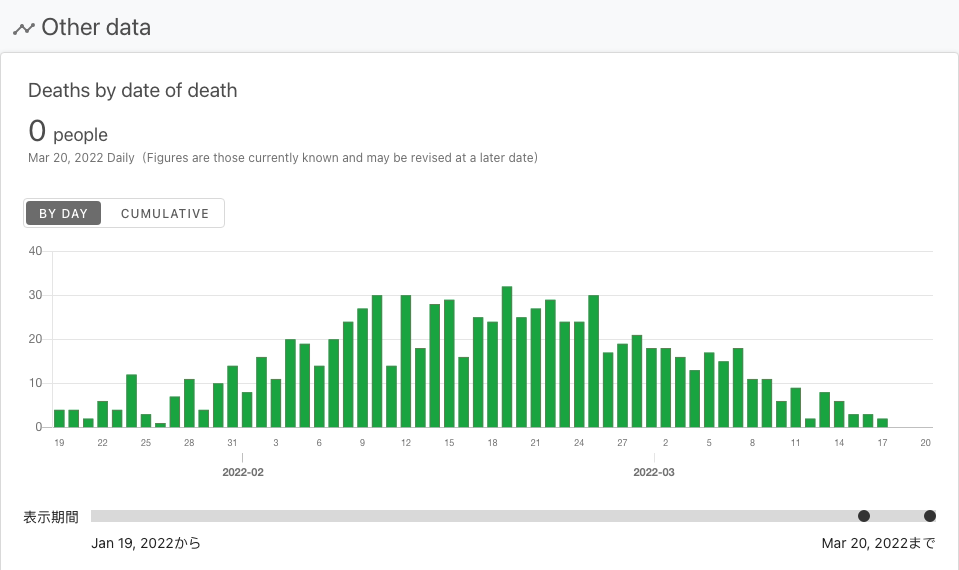 Other data
Deaths by date of death
0 people
Mar 20, 2022 Daily (Figures are those currently known and may be revised at a later date)
BY DAY CUMULATIVE
40
30
20
10
0
19 22 25 28 31 3 6 9 12 15 18 21 24 27 2 5 8 11 14 17 20
2022-02 2022-03
表示期間
Jan 19, 2022から Mar 20, 2022まで